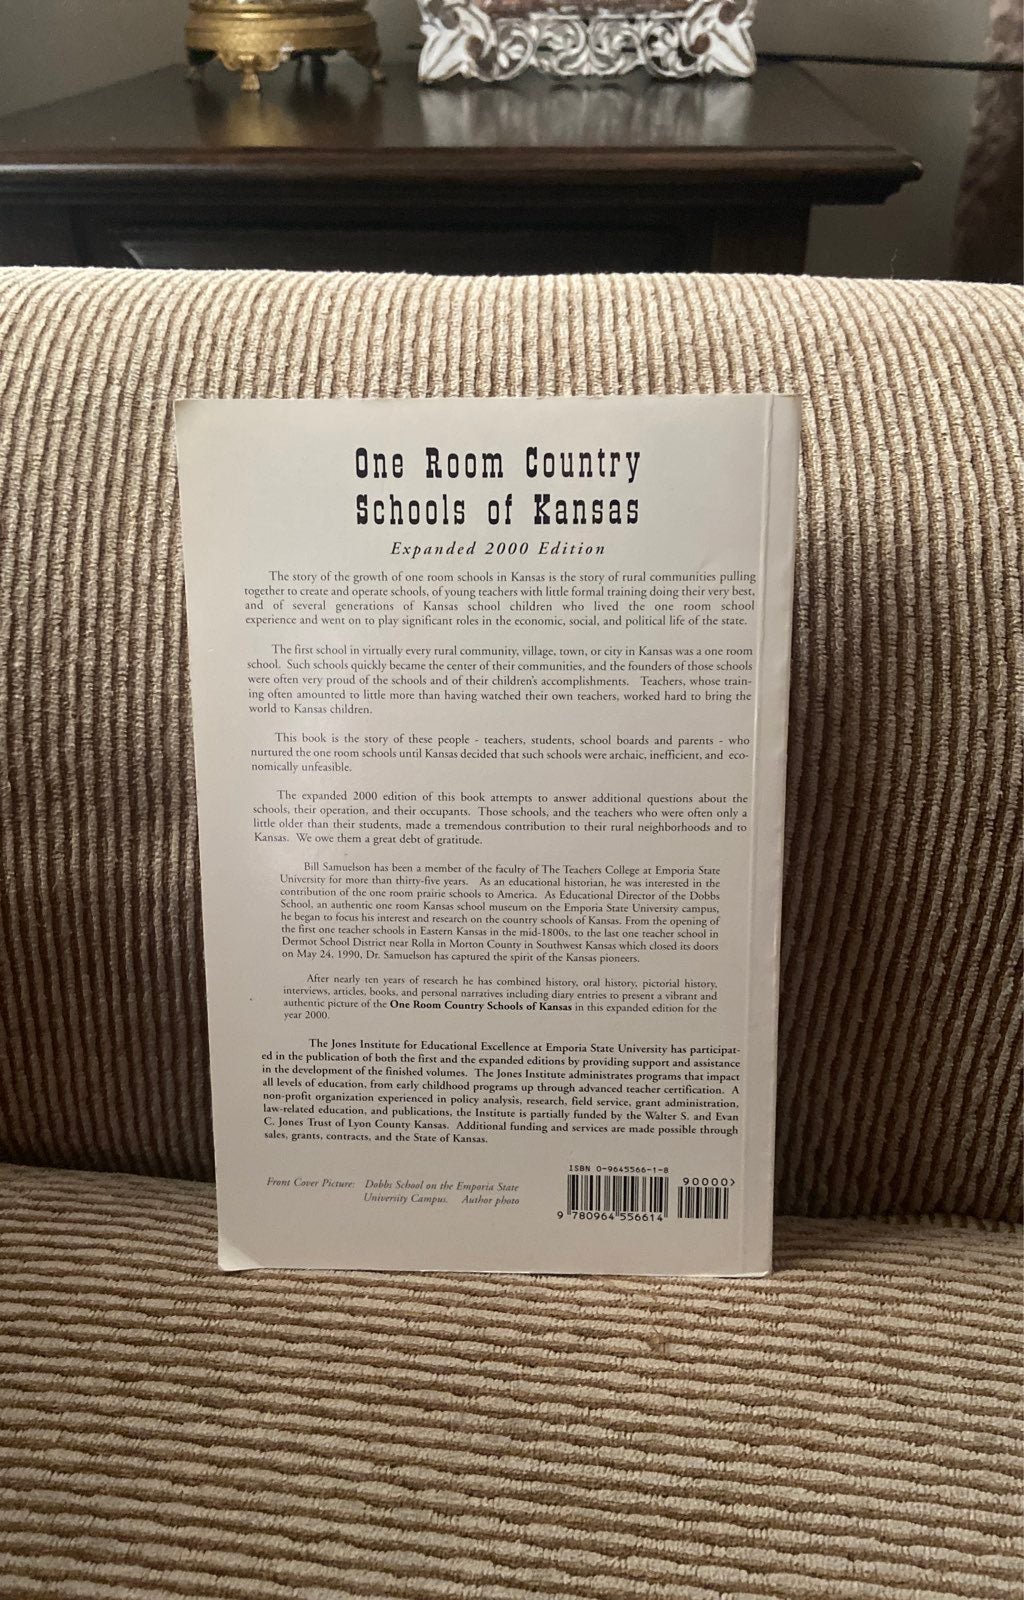 One Room Country
Schools of Kansas
Expanded 2000 Edition
The story of the growth of one room schools in Kansas is the story of rural communities pulling
together to create and operate schools, of young teachers with little formal training doing their very best,
and of several generations of Kansas school children who lived the one room school
experience and went on to play significant roles in the economic, social, and political life of the state.
The first school in virtually every rural community, village, town, or city in Kansas was a one room
school. Such schools quickly became the center of their communities, and the founders of those schools
were often very proud of the schools and of their children's accomplishments. Teachers, whose train-
ing often amounted to little more than having watched their own teachers, worked hard to bring the
world to Kansas children.
This book is the story of these people - teachers, students, school boards and parents - who
nurtured the one room schools until Kansas decided that such schools were archaic, inefficient, and eco-
nomically unfeasible.
The expanded 2000 edition of this book attempts to answer additional questions about the
schools, their operation, and their occupants. Those schools, and the teachers who were often only a
little older than their students, made a tremendous contribution to their rural neighborhoods and to
Kansas. We owe them a great debt of gratitude.
Bill Samuelson has been a member of the faculty of The Teachers College at Emporia State
University for more than thirty-five years. As an educational historian, he was interested in the
contribution of the one room prairie schools to America. As Educational Director of the Dobbs
School, an authentic one room Kansas school museum on the Emporia State University campus,
he began to focus his interest and research on the country schools of Kansas. From the opening of
the first one teacher schools in Eastern Kansas in the mid-1800s, to the last one teacher school in
Dermot School District near Rolla in Morton County in Southwest Kansas which closed its doors
on May 24, 1990, Dr. Samuelson has captured the spirit of the Kansas pioneers.
After nearly ten years of research he has combined history, oral history, pictorial history,
interviews, articles, books, and personal narratives including diary entries to present a vibrant and
authentic picture of the One Room Country Schools of Kansas in this expanded edition for the
year 2000.
The Jones Institute for Educational Excellence at Emporia State University has participat-
ed in the publication of both the first and the expanded editions by providing support and assistance
in the development of the finished volumes. The Jones Institute administrates programs that impact
all levels of education, from early childhood programs up through advanced teacher certification. A
non-profit organization experienced in policy analysis, research, field service, grant administration,
law-related education, and publications, the Institute is partially funded by the Walter S. and Evan
C. Jones Trust of Lyon County Kansas. Additional funding and services are made possible through
sales, grants, contracts, and the State of Kansas.
Front Cover Picture: Dobbs School on the Emporia State
University Campus. Author photo
ISBN 0-9645566-1-8
90000>
9 780964 556614